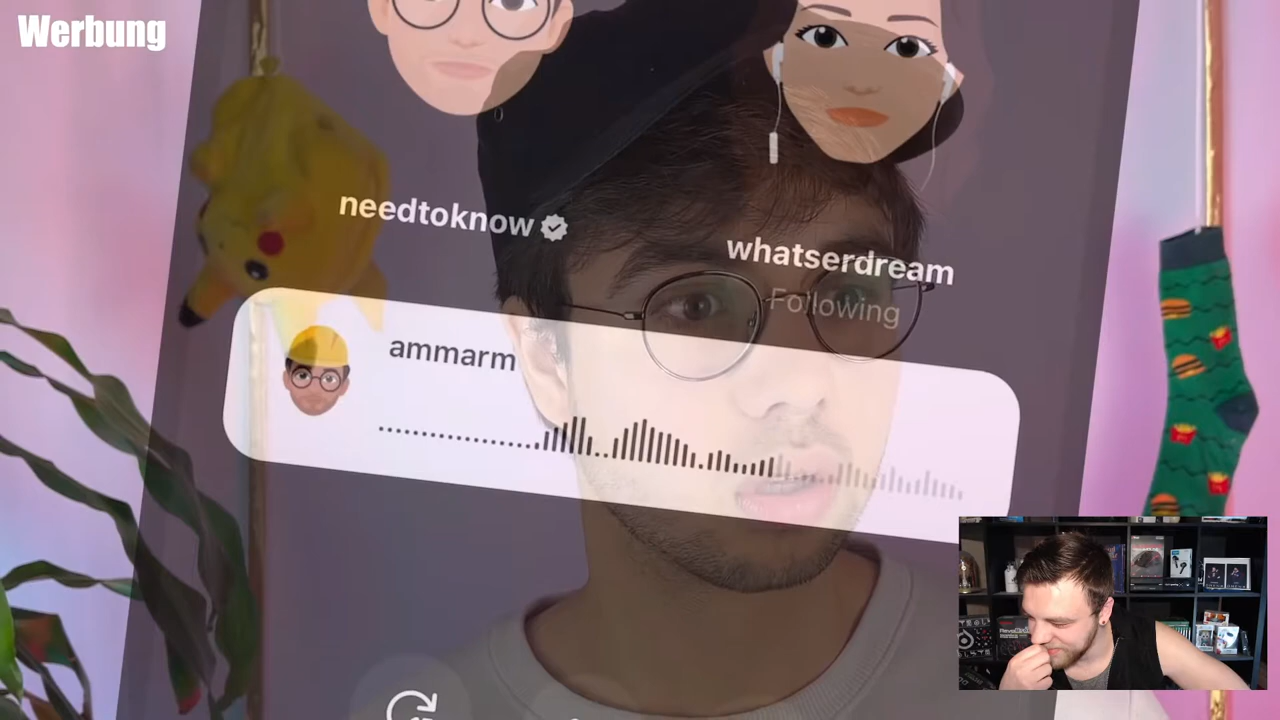 Werbung
needtoknow
whatserdream
Following
ammarm